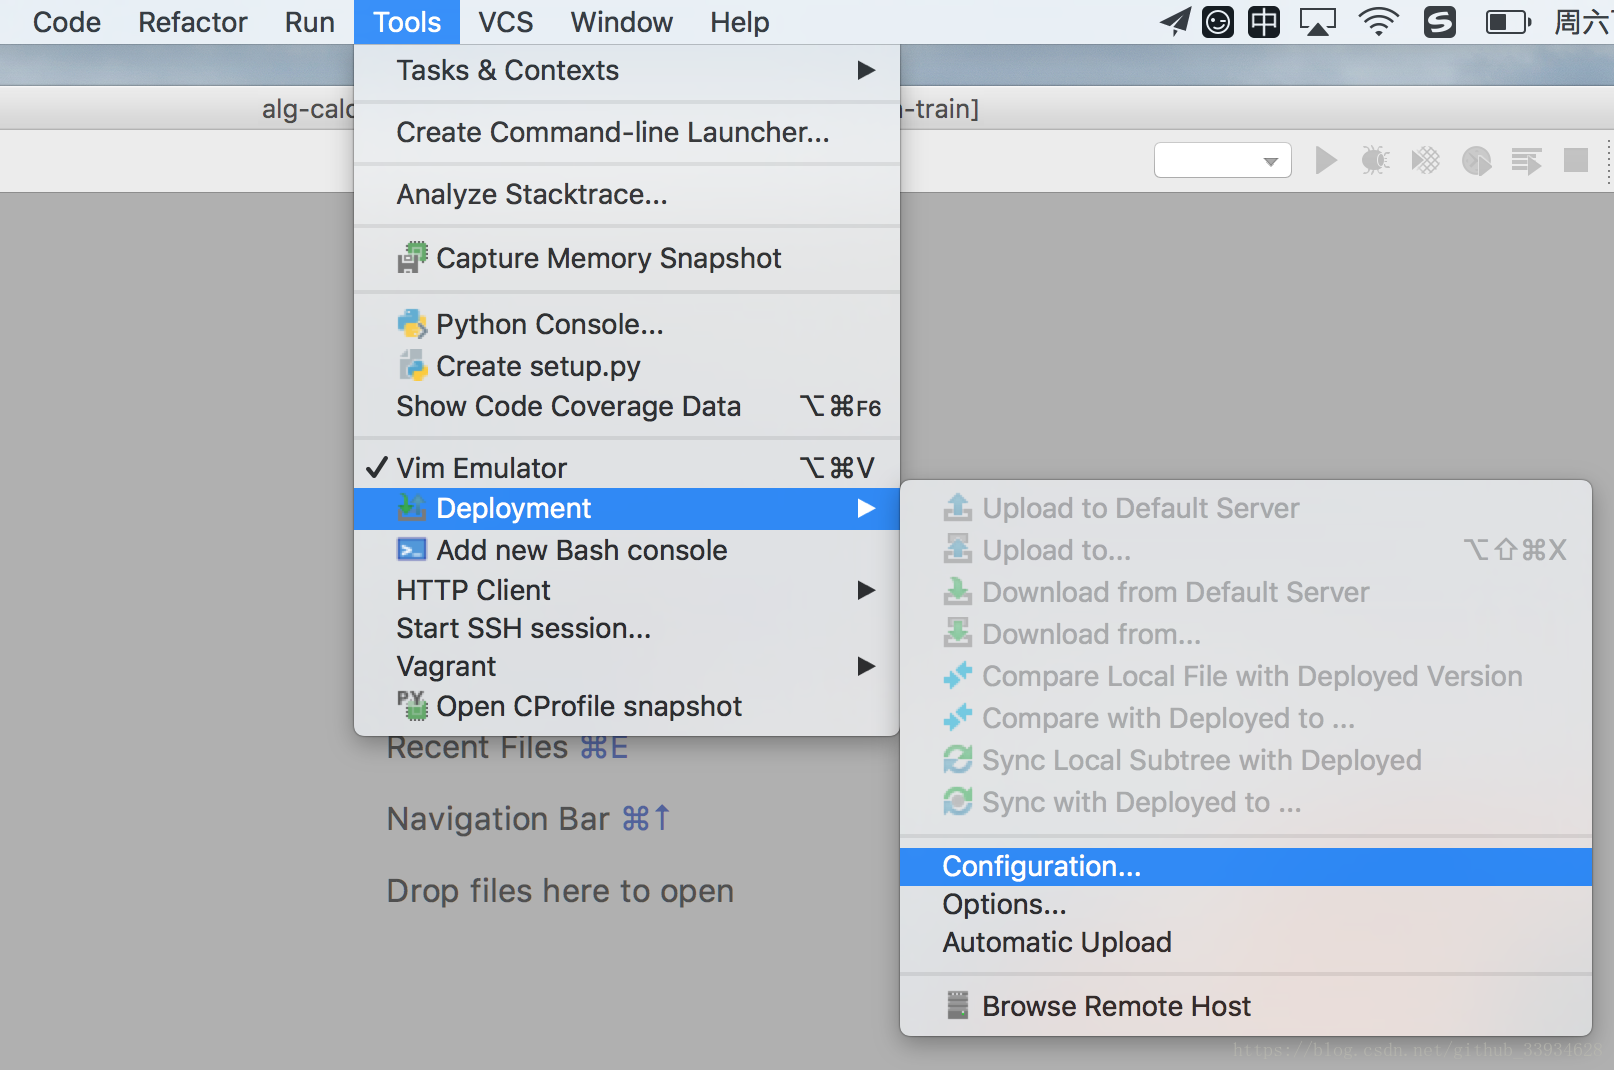 Code Refactor Run Tools VCS Window Help 中 S 周六
alg-calc
-train]
Tasks & Contexts
Create Command-line Launcher...
Analyze Stacktrace...
Capture Memory Snapshot
Python Console...
Create setup.py
Show Code Coverage Data ⌥⌘F6
Vim Emulator ⌥⌘V
Deployment
Add new Bash console
HTTP Client
Start SSH session...
Vagrant
PY Open CProfile snapshot
Upload to Default Server
Upload to... ⌥⇧⌘X
Download from Default Server
Download from...
Compare Local File with Deployed Version
Compare with Deployed to ...
Sync Local Subtree with Deployed
Sync with Deployed to ...
Configuration...
Options...
Automatic Upload
Browse Remote Host
Recent Files ⌘E
Navigation Bar ⌘↑
Drop files here to open
https://blog.csdn.net/github_33934628